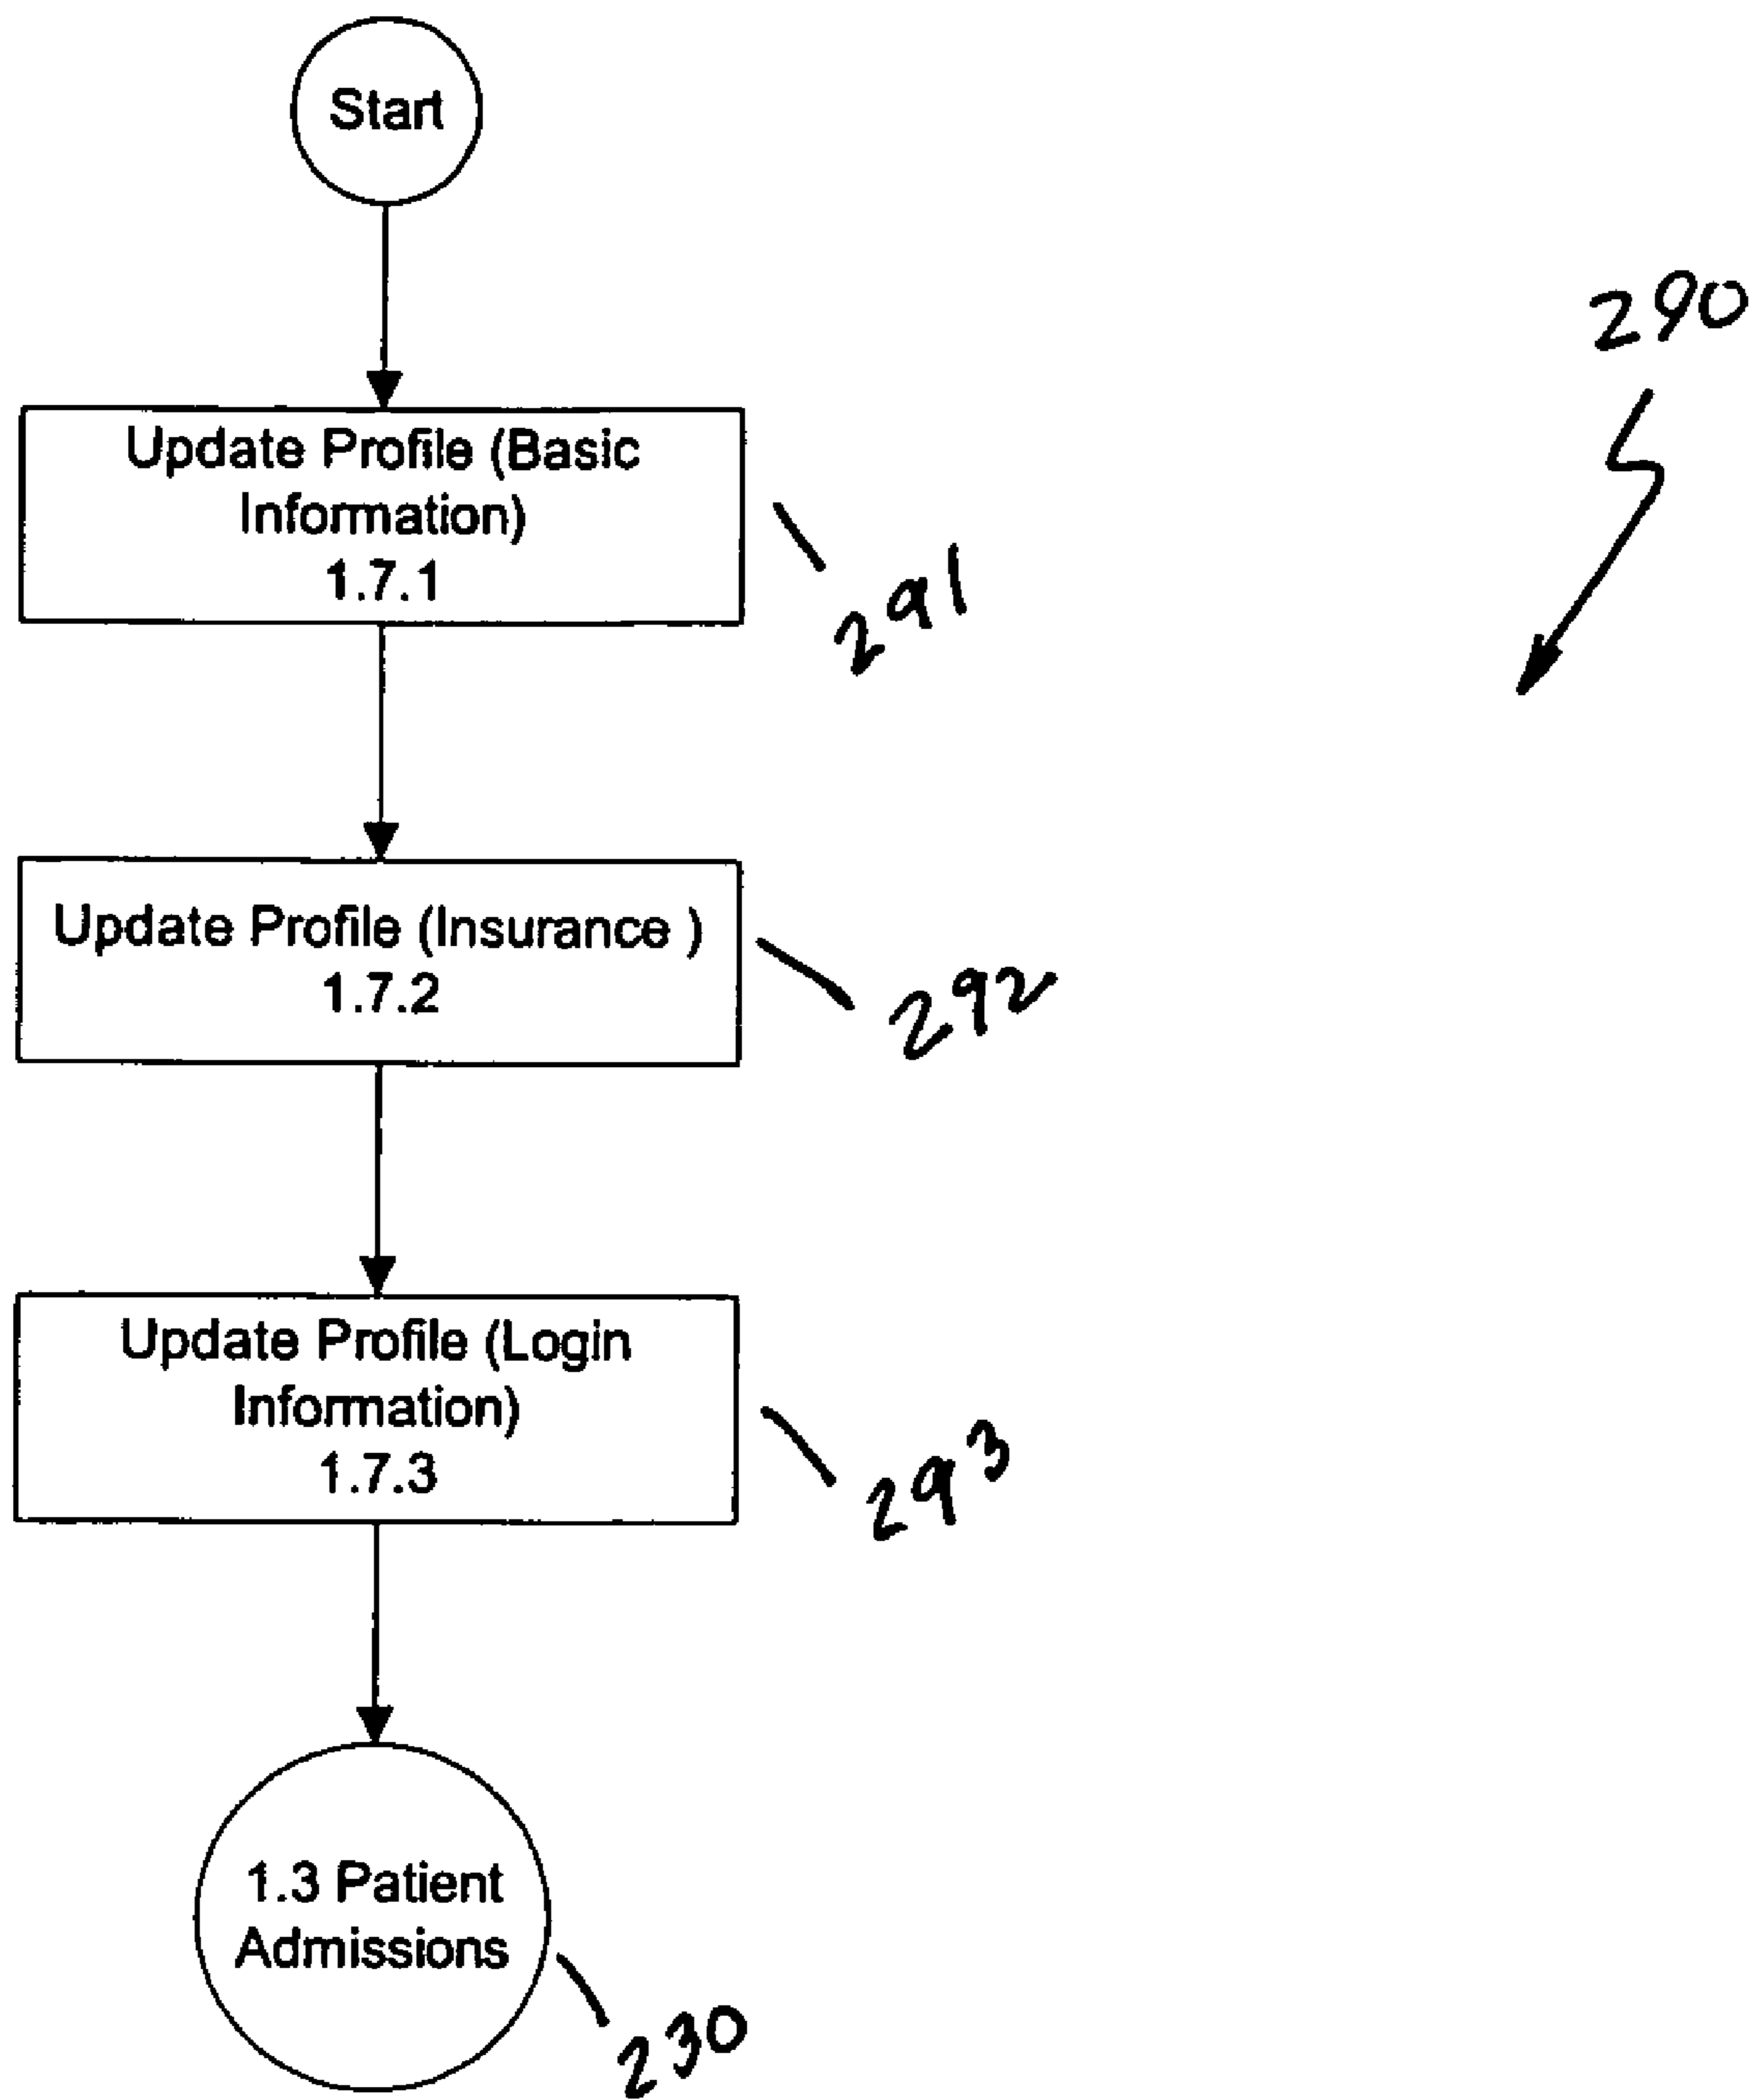 Start
290
Update Profile (Basic
Information)
1.7.1
291
Update Profile (Insurance )
1.7.2
292
Update Profile (Login
Information)
1.7.3
293
1.3 Patient
Admissions
230